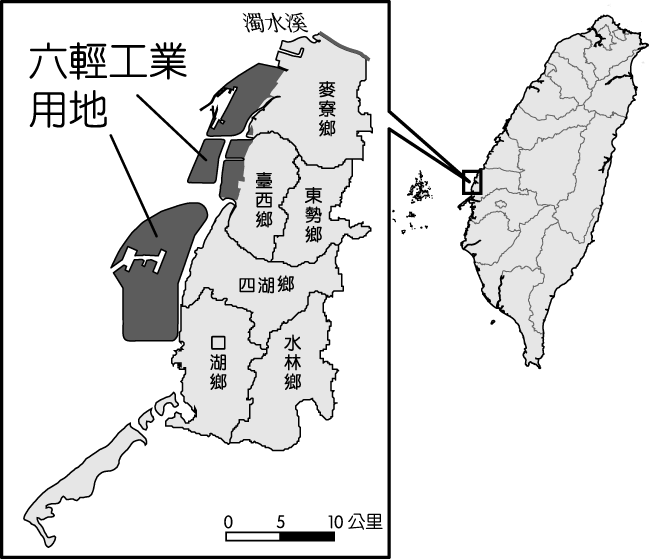 濁水溪
六輕工業
用地
麥寮鄉
臺西鄉
東勢鄉
四湖鄉
口湖鄉
水林鄉
0 5 10 公里